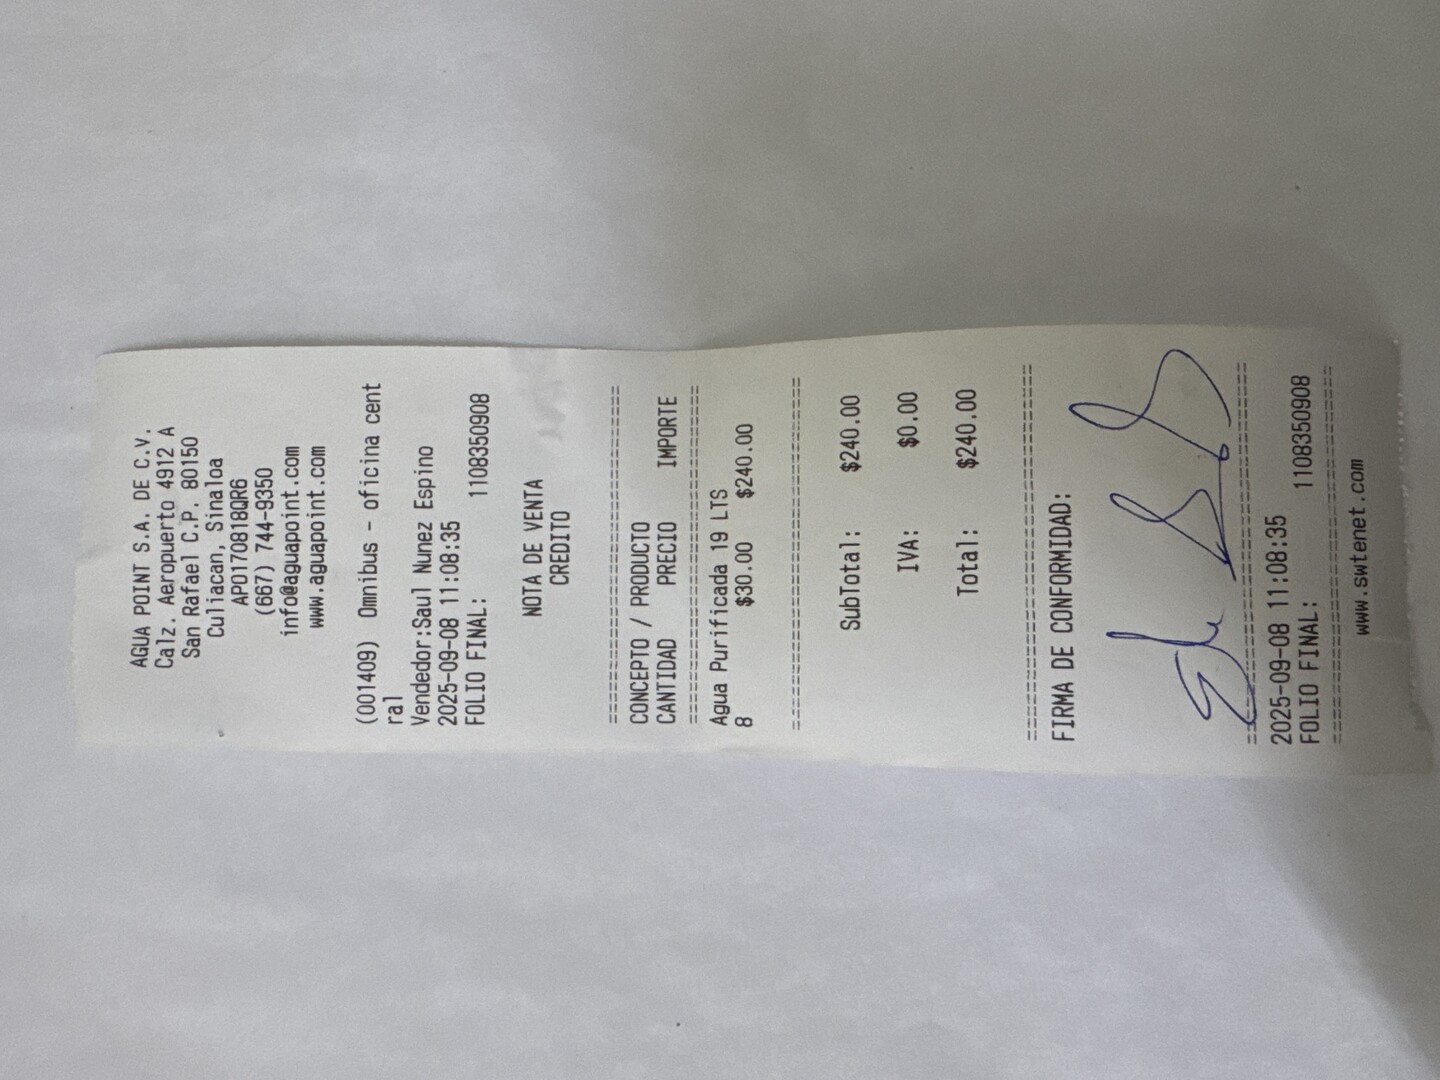 AGUA POINT S.A. DE C.V.
Calz. Aeropuerto 4912 A
San Rafael C.P. 80150
Culiacan, Sinaloa
APO170818QR6
(667) 744-9350
info@aguapoint.com
www.aguapoint.com
(001409) Omnibus - oficina cent
ral
Vendedor:Saul Nunez Espino
2025-09-08 11:08:35
FOLIO FINAL: 1108350908
NOTA DE VENTA
CREDITO
================================
CONCEPTO / PRODUCTO
CANTIDAD PRECIO IMPORTE
================================
Agua Purificada 19 LTS
8 $30.00 $240.00
================================
SubTotal: $240.00
IVA: $0.00
Total: $240.00
================================
FIRMA DE CONFORMIDAD:
================================
2025-09-08 11:08:35
FOLIO FINAL: 1108350908
================================
www.swtenet.com